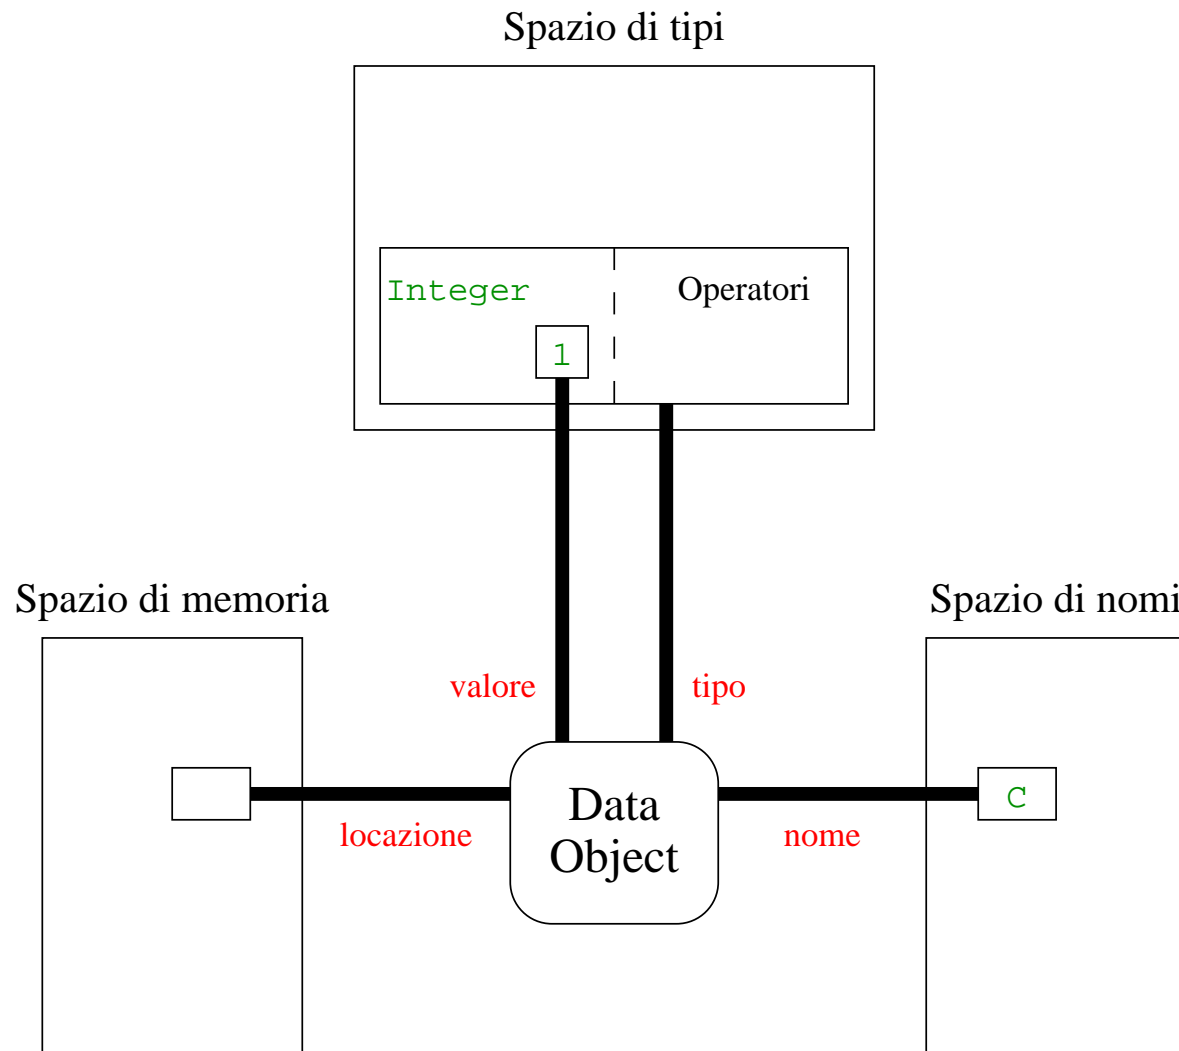 Spazio di tipi
Integer
Operatori
1
Spazio di memoria
Spazio di nomi
valore
tipo
Data
Object
C
locazione
nome